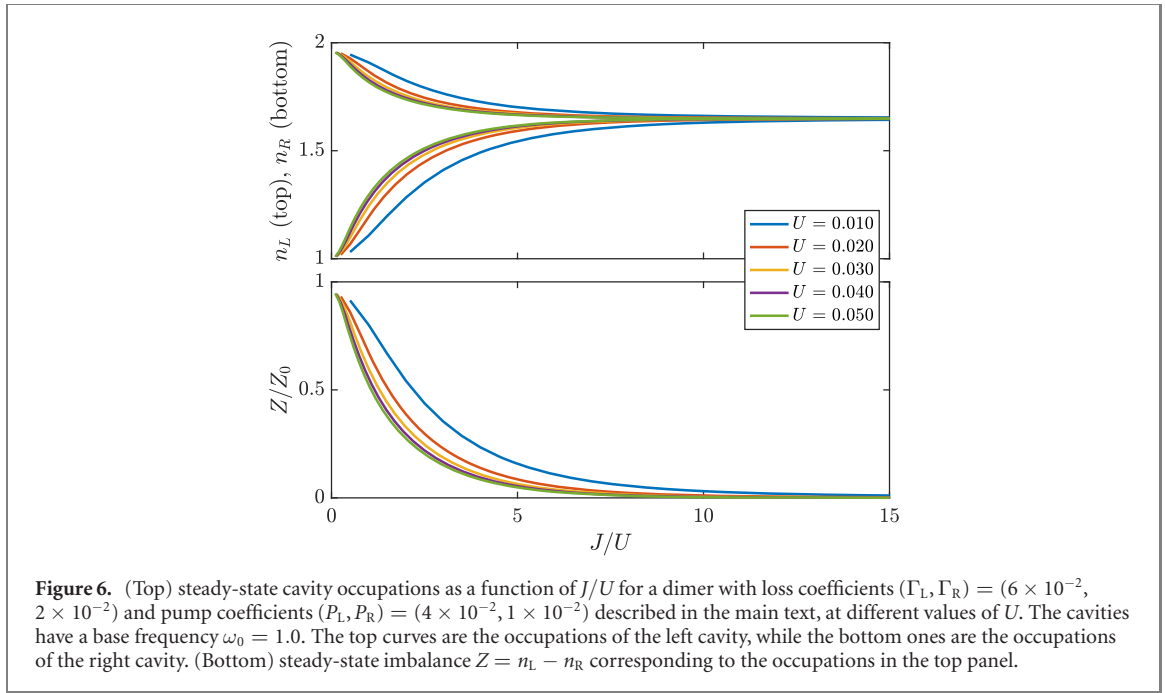 2
1.5
1
n_L (top), n_R (bottom)
U = 0.010
U = 0.020
U = 0.030
U = 0.040
U = 0.050
1
0.5
0
Z/Z_0
0 5 10 15
J/U
Figure 6. (Top) steady-state cavity occupations as a function of J/U for a dimer with loss coefficients (Γ_L, Γ_R) = (6 × 10^−2,
2 × 10^−2) and pump coefficients (P_L, P_R) = (4 × 10^−2, 1 × 10^−2) described in the main text, at different values of U. The cavities
have a base frequency ω_0 = 1.0. The top curves are the occupations of the left cavity, while the bottom ones are the occupations
of the right cavity. (Bottom) steady-state imbalance Z = n_L − n_R corresponding to the occupations in the top panel.